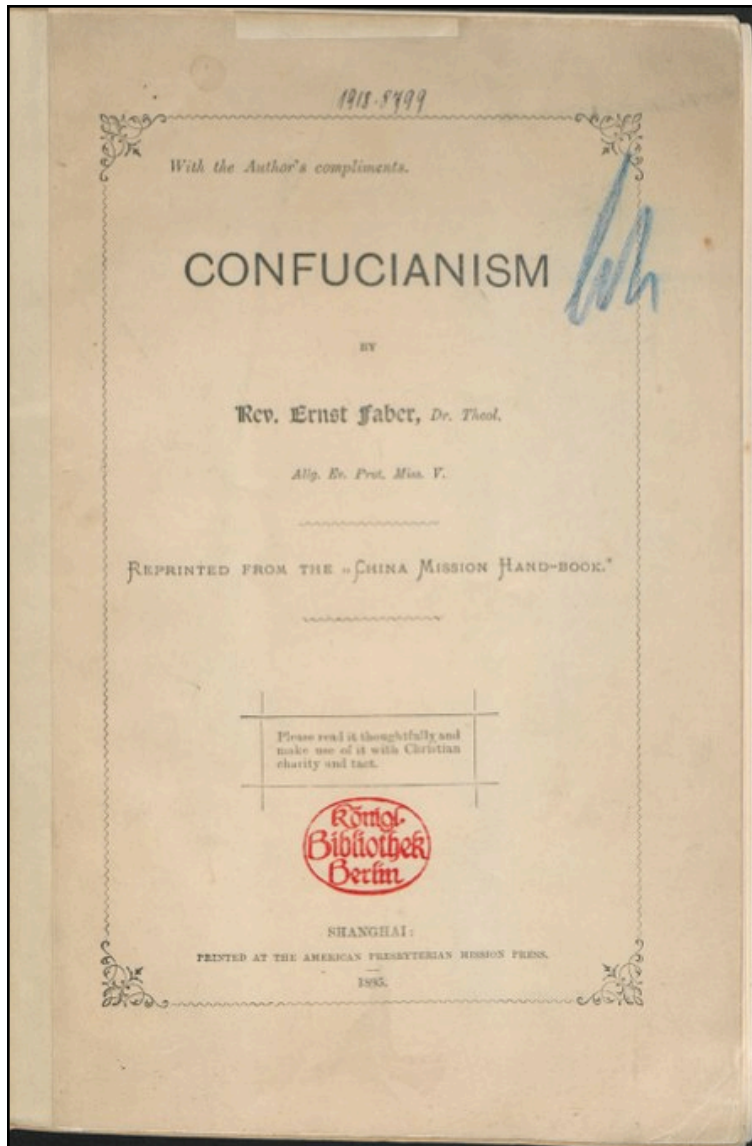 1918.8799
With the Author's compliments.
CONFUCIANISM
BY
Rev. Ernst Faber, Dr. Theol.
Allg. Ev. Prot. Miss. V.
REPRINTED FROM THE "CHINA MISSION HAND-BOOK."
Please read it thoughtfully and
make use of it with Christian
charity and tact.
Königl.
Bibliothek
Berlin
SHANGHAI:
PRINTED AT THE AMERICAN PRESBYTERIAN MISSION PRESS.
1895.